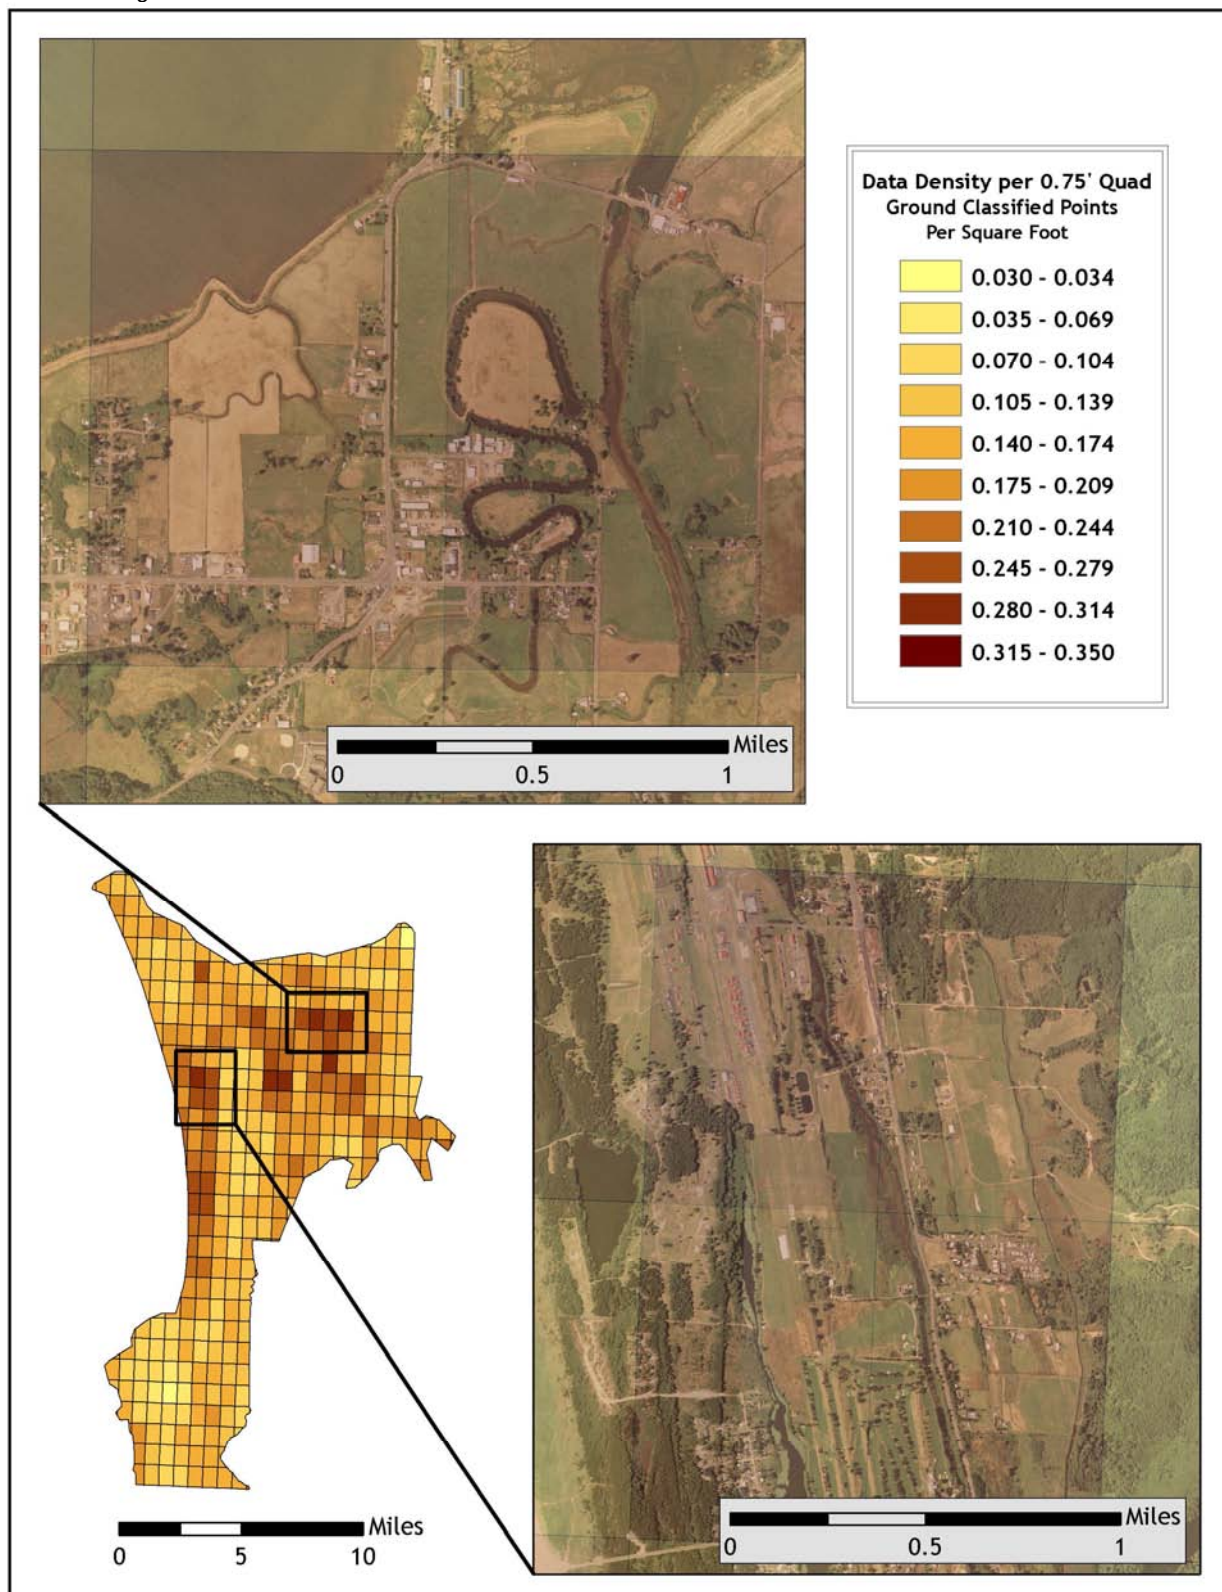 Data Density per 0.75' Quad
Ground Classified Points
Per Square Foot
0.030 - 0.034
0.035 - 0.069
0.070 - 0.104
0.105 - 0.139
0.140 - 0.174
0.175 - 0.209
0.210 - 0.244
0.245 - 0.279
0.280 - 0.314
0.315 - 0.350
Miles
0 0.5 1
Miles
0 5 10
Miles
0 0.5 1